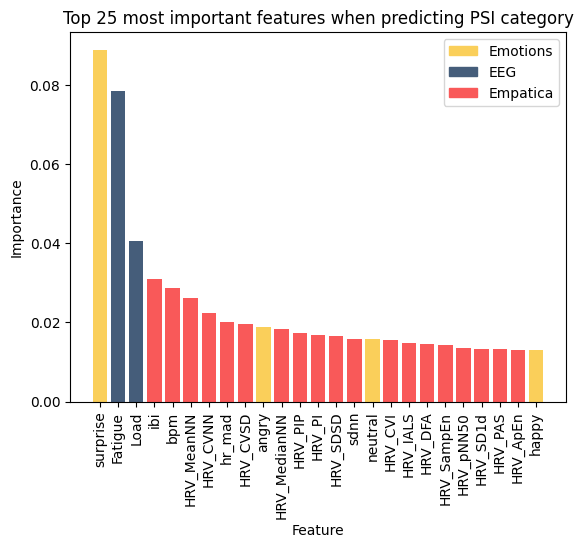 Top 25 most important features when predicting PSI category
Emotions
EEG
Empatica
Importance
0.08
0.06
0.04
0.02
0.00
surprise
Fatigue
Load
ibi
bpm
HRV_MeanNN
HRV_CVNN
hr_mad
HRV_CVSD
angry
HRV_MedianNN
HRV_PIP
HRV_PI
HRV_SDSD
sdnn
neutral
HRV_CVI
HRV_IALS
HRV_DFA
HRV_SampEn
HRV_pNN50
HRV_SD1d
HRV_PAS
HRV_ApEn
happy
Feature